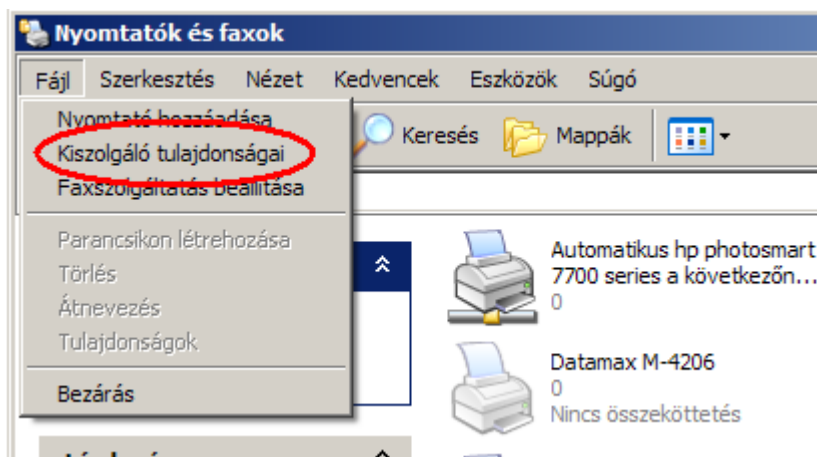 Nyomtatók és faxok
Fájl Szerkesztés Nézet Kedvencek Eszközök Súgó
Keresés Mappák
Nyomtató hozzáadása
Kiszolgáló tulajdonságai
Faxszolgáltatás beállítása
Parancsikon létrehozása
Törlés
Átnevezés
Tulajdonságok
Bezárás
Automatikus hp photosmart
7700 series a következőn...
0
Datamax M-4206
0
Nincs összeköttetés